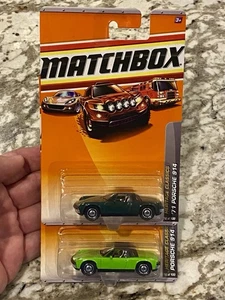 3+
MATCHBOX
'71 PORSCHE 914
PORSCHE 914